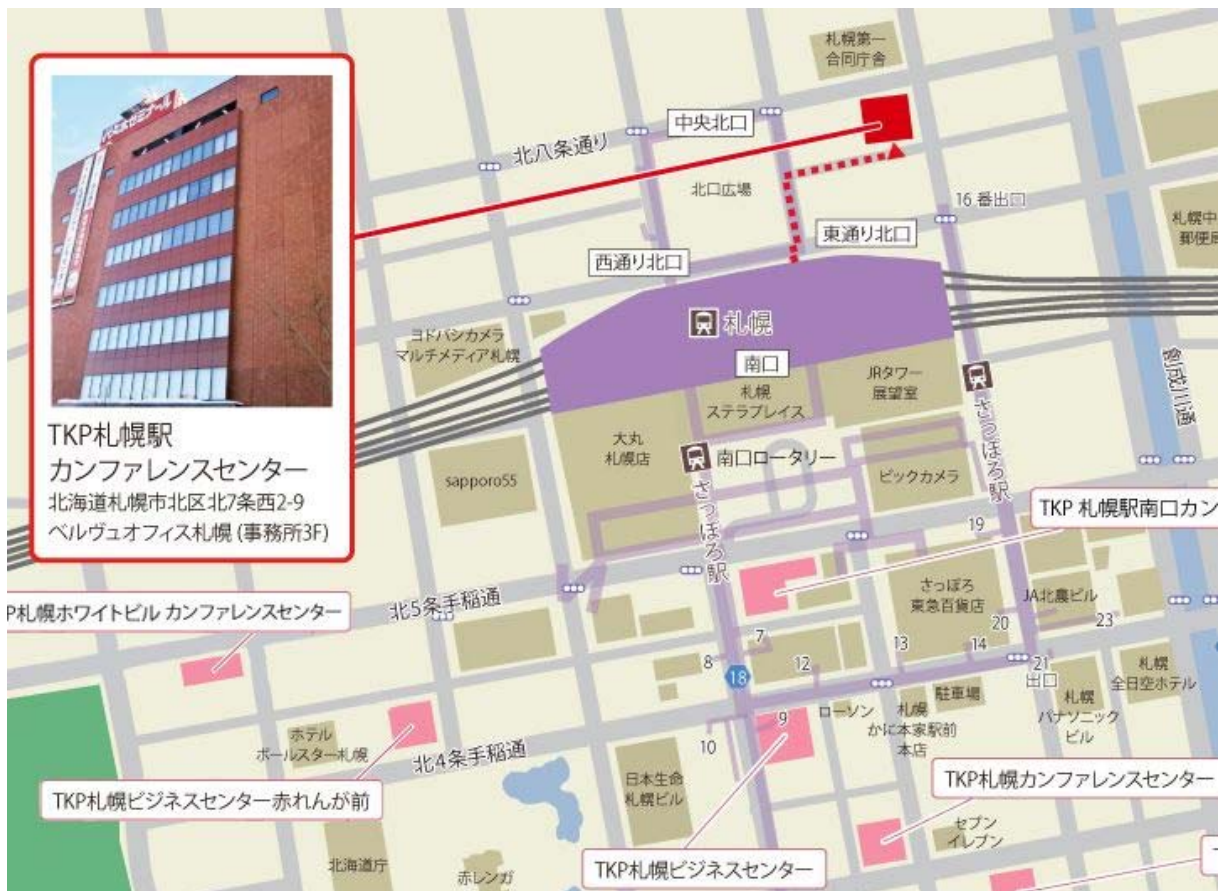 札幌第一
合同庁舎
中央北口
北八条通り
北口広場
16 番出口
札幌中
郵便局
東通り北口
西通り北口
札幌
ヨドバシカメラ
マルチメディア札幌
南口
札幌
ステラプレイス
JRタワー
展望室
創成川通
TKP札幌駅
カンファレンスセンター
北海道札幌市北区北7条西2-9
ベルヴュオフィス札幌 (事務所3F)
大丸
札幌店
南口ロータリー
さっぽろ駅
sapporo55
ビックカメラ
さっぽろ駅
TKP 札幌駅南口カン
19
さっぽろ
東急百貨店
JA北農ビル
P札幌ホワイトビル カンファレンスセンター
北5条手稲通
7
8
12
13
14
20
21
出口
23
18
札幌
全日空ホテル
駐車場
ローソン
札幌
かに本家駅前
本店
札幌
パナソニック
ビル
9
10
ホテル
ポールスター札幌
北4条手稲通
日本生命
札幌ビル
TKP札幌カンファレンスセンター
TKP札幌ビジネスセンター赤れんが前
セブン
イレブン
北海道庁
赤レンガ
TKP札幌ビジネスセンター